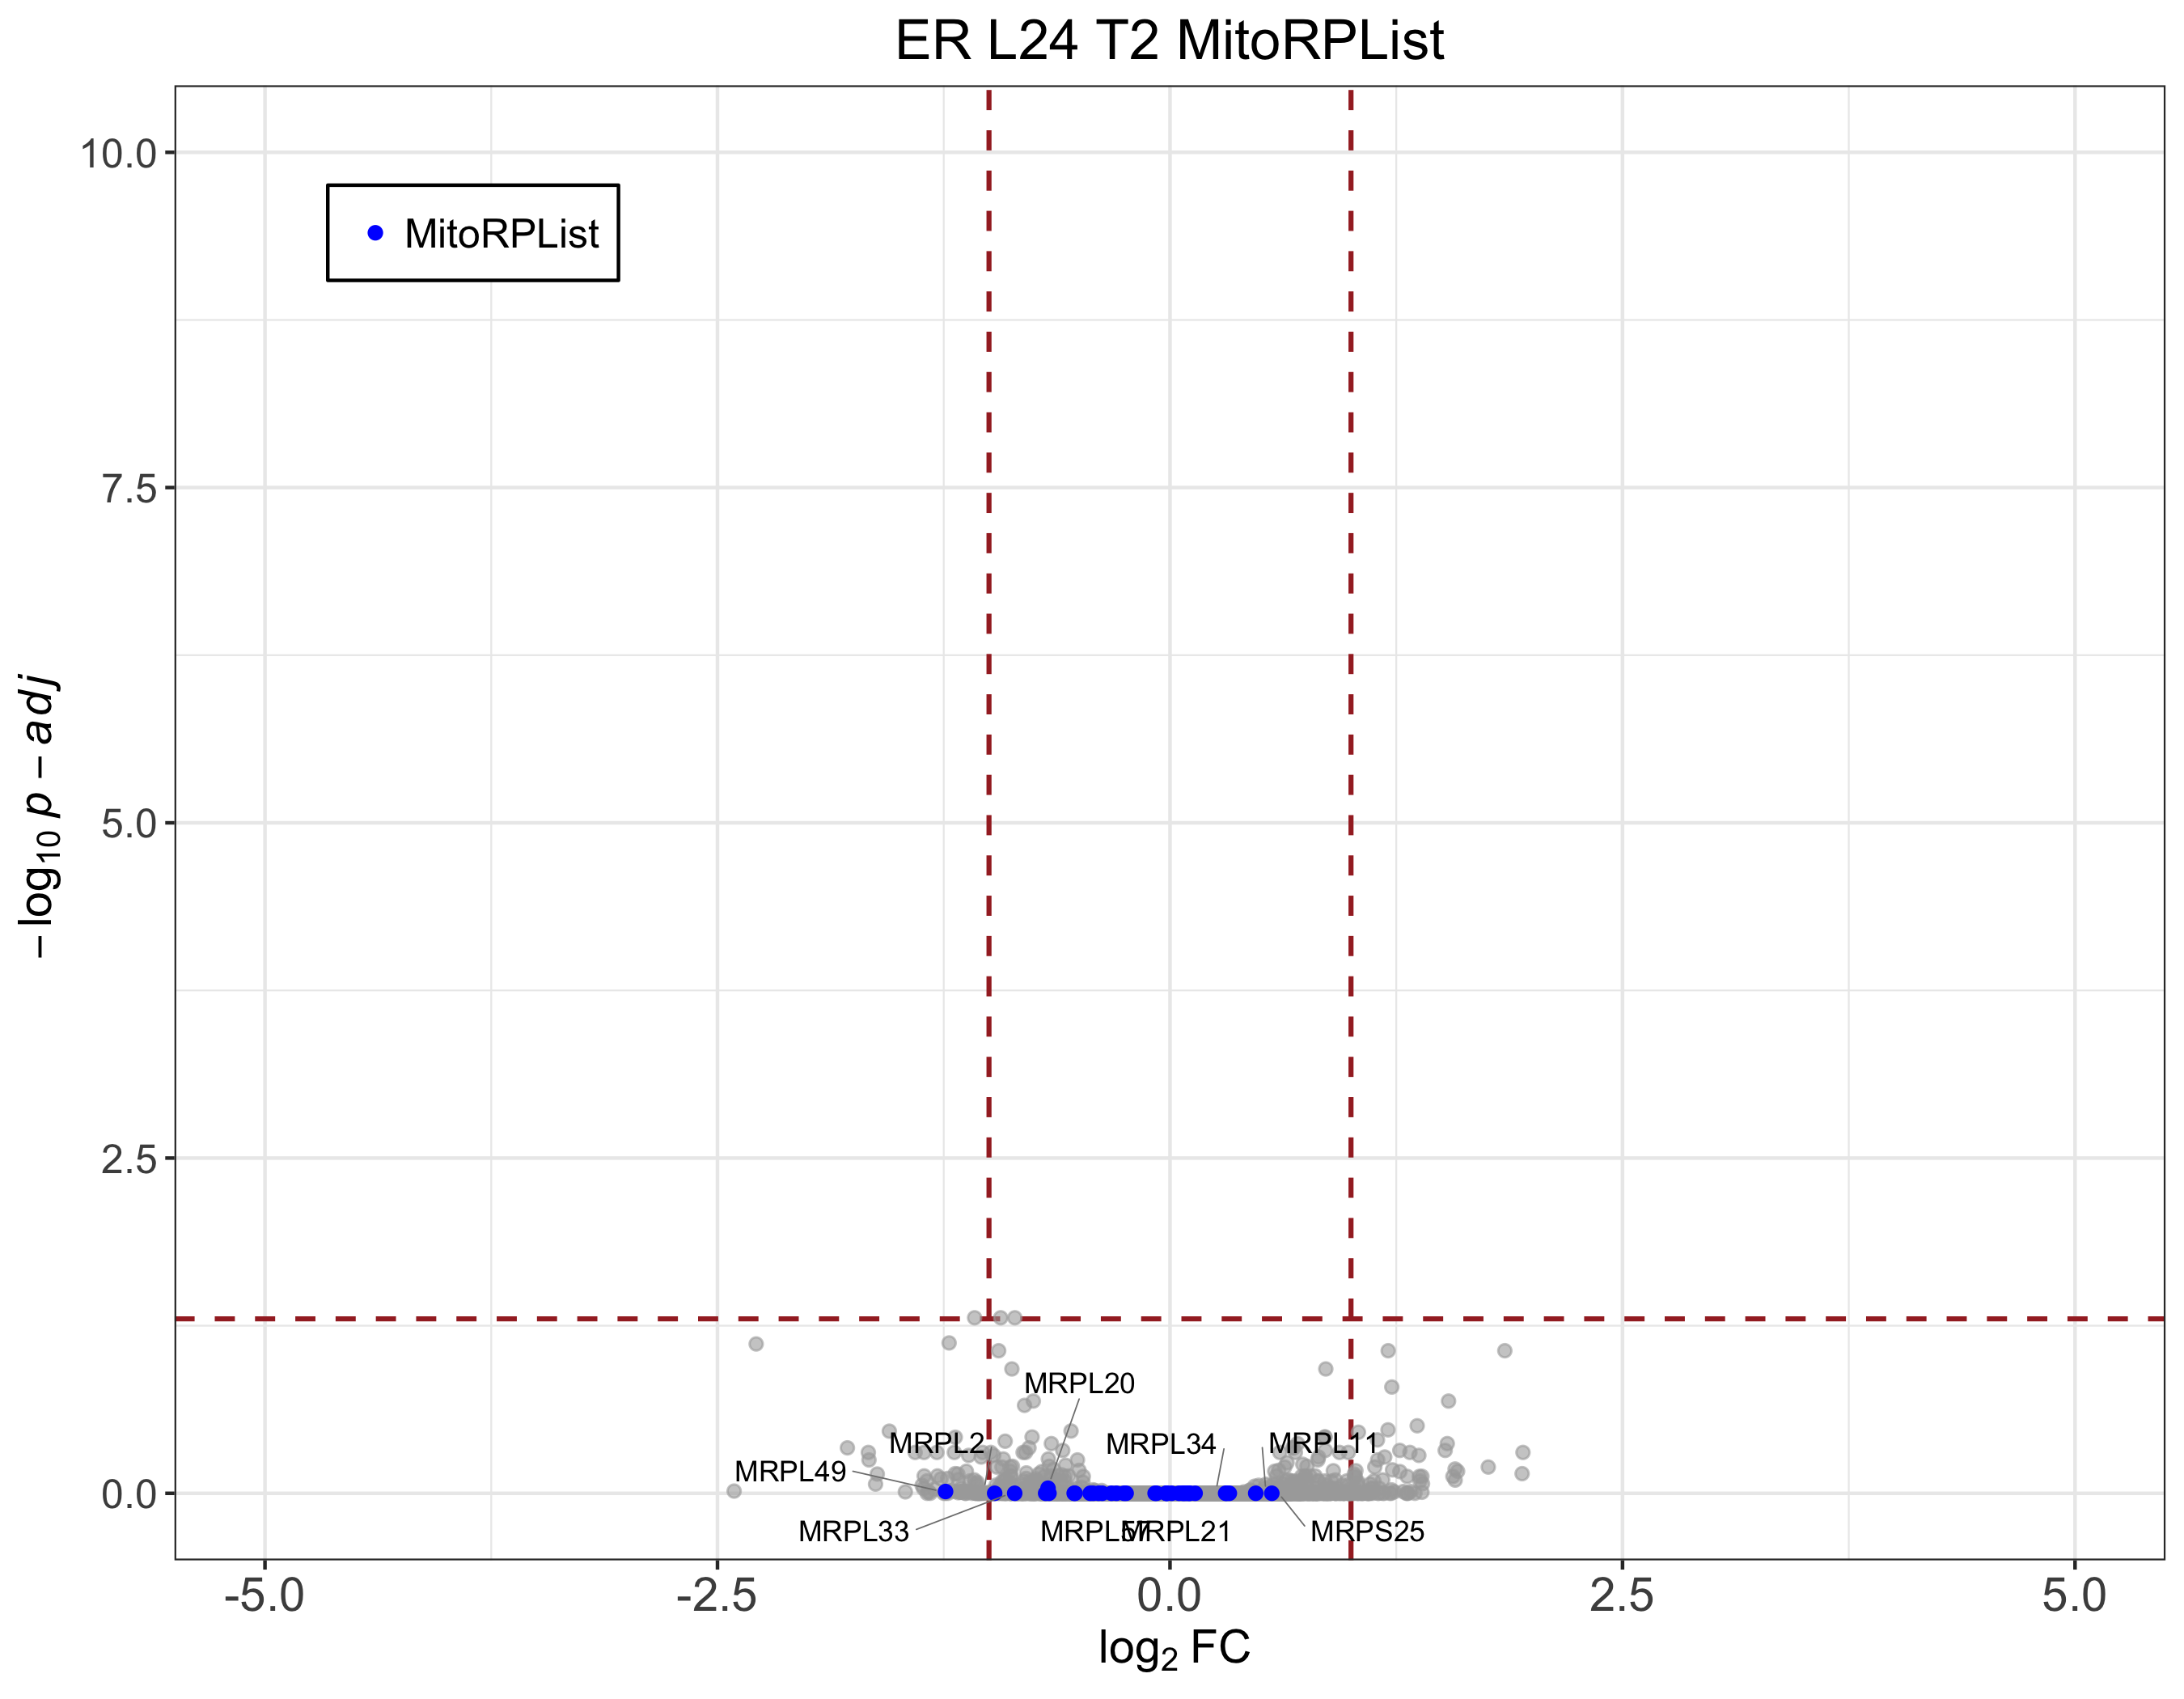 ER L24 T2 MitoRPList
10.0
MitoRPList
7.5
−log10 p − adj
5.0
2.5
MRPL20
MRPL2
MRPL34
MRPL11
MRPL49
0.0
MRPL33
MRPL57
MRPL21
MRPS25
-5.0
-2.5
0.0
2.5
5.0
log2 FC